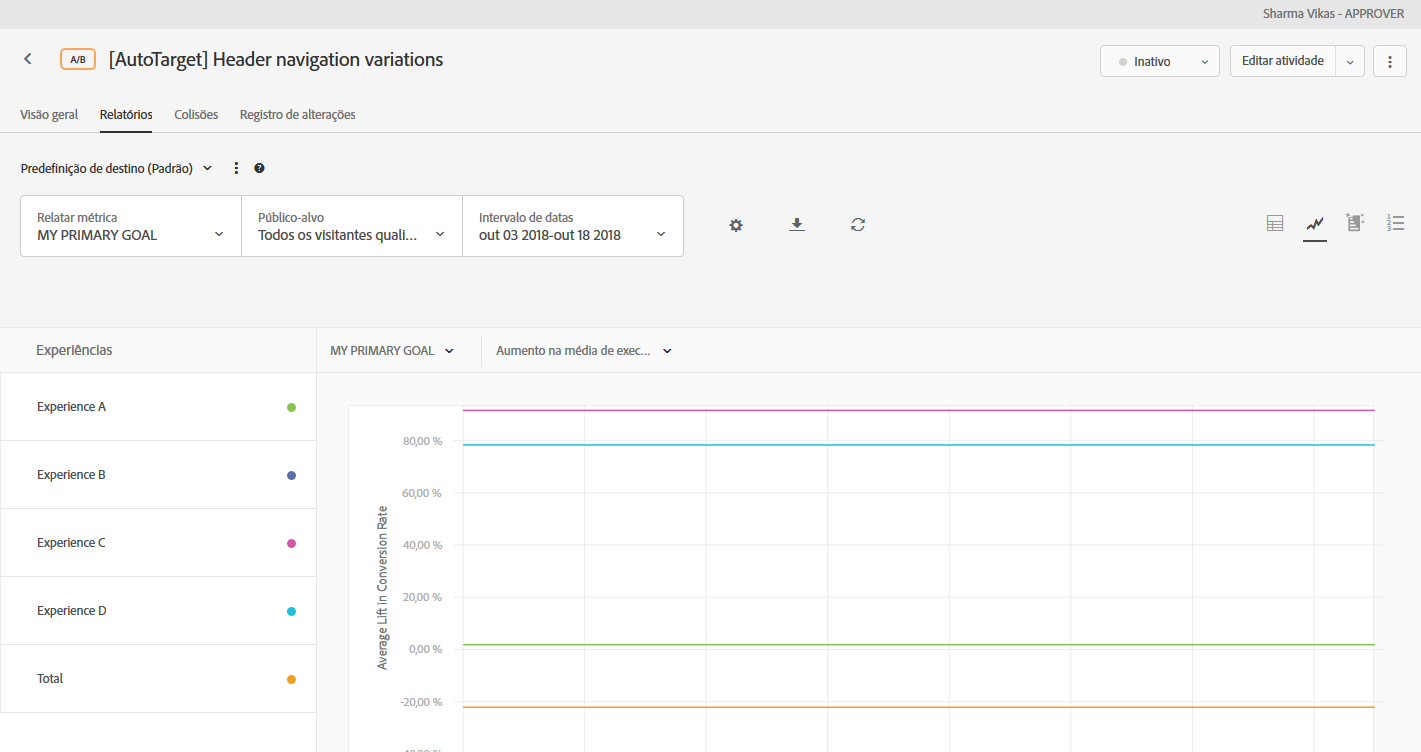 Sharma Vikas - APPROVER
A/B
[AutoTarget] Header navigation variations
Inativo
Editar atividade
Visão geral
Relatórios
Colisões
Registro de alterações
Predefinição de destino (Padrão)
?
Relatar métrica
MY PRIMARY GOAL
Público-alvo
Todos os visitantes quali...
Intervalo de datas
out 03 2018-out 18 2018
1
2
3
Experiências
MY PRIMARY GOAL
Aumento na média de exec...
Experience A
Experience B
Experience C
Experience D
Total
Average Lift in Conversion Rate
80,00 %
60,00 %
40,00 %
20,00 %
0,00 %
-20,00 %